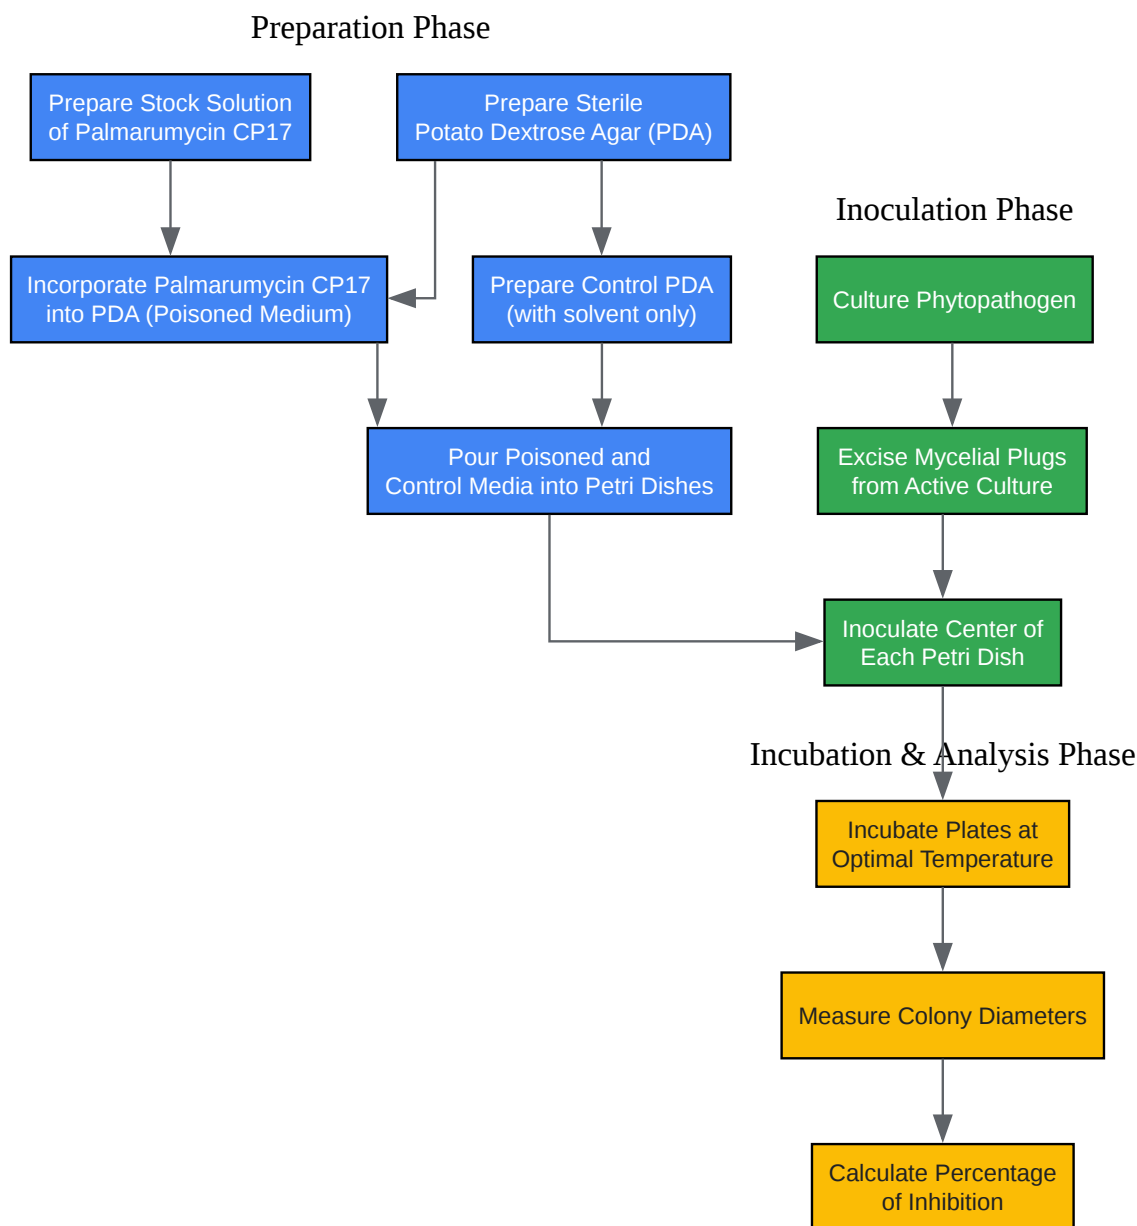 Preparation Phase
Prepare Stock Solution
of Palmarumycin CP17
Prepare Sterile
Potato Dextrose Agar (PDA)
Inoculation Phase
Incorporate Palmarumycin CP17
into PDA (Poisoned Medium)
Prepare Control PDA
(with solvent only)
Culture Phytopathogen
Pour Poisoned and
Control Media into Petri Dishes
Excise Mycelial Plugs
from Active Culture
Inoculate Center of
Each Petri Dish
Incubation & Analysis Phase
Incubate Plates at
Optimal Temperature
Measure Colony Diameters
Calculate Percentage
of Inhibition